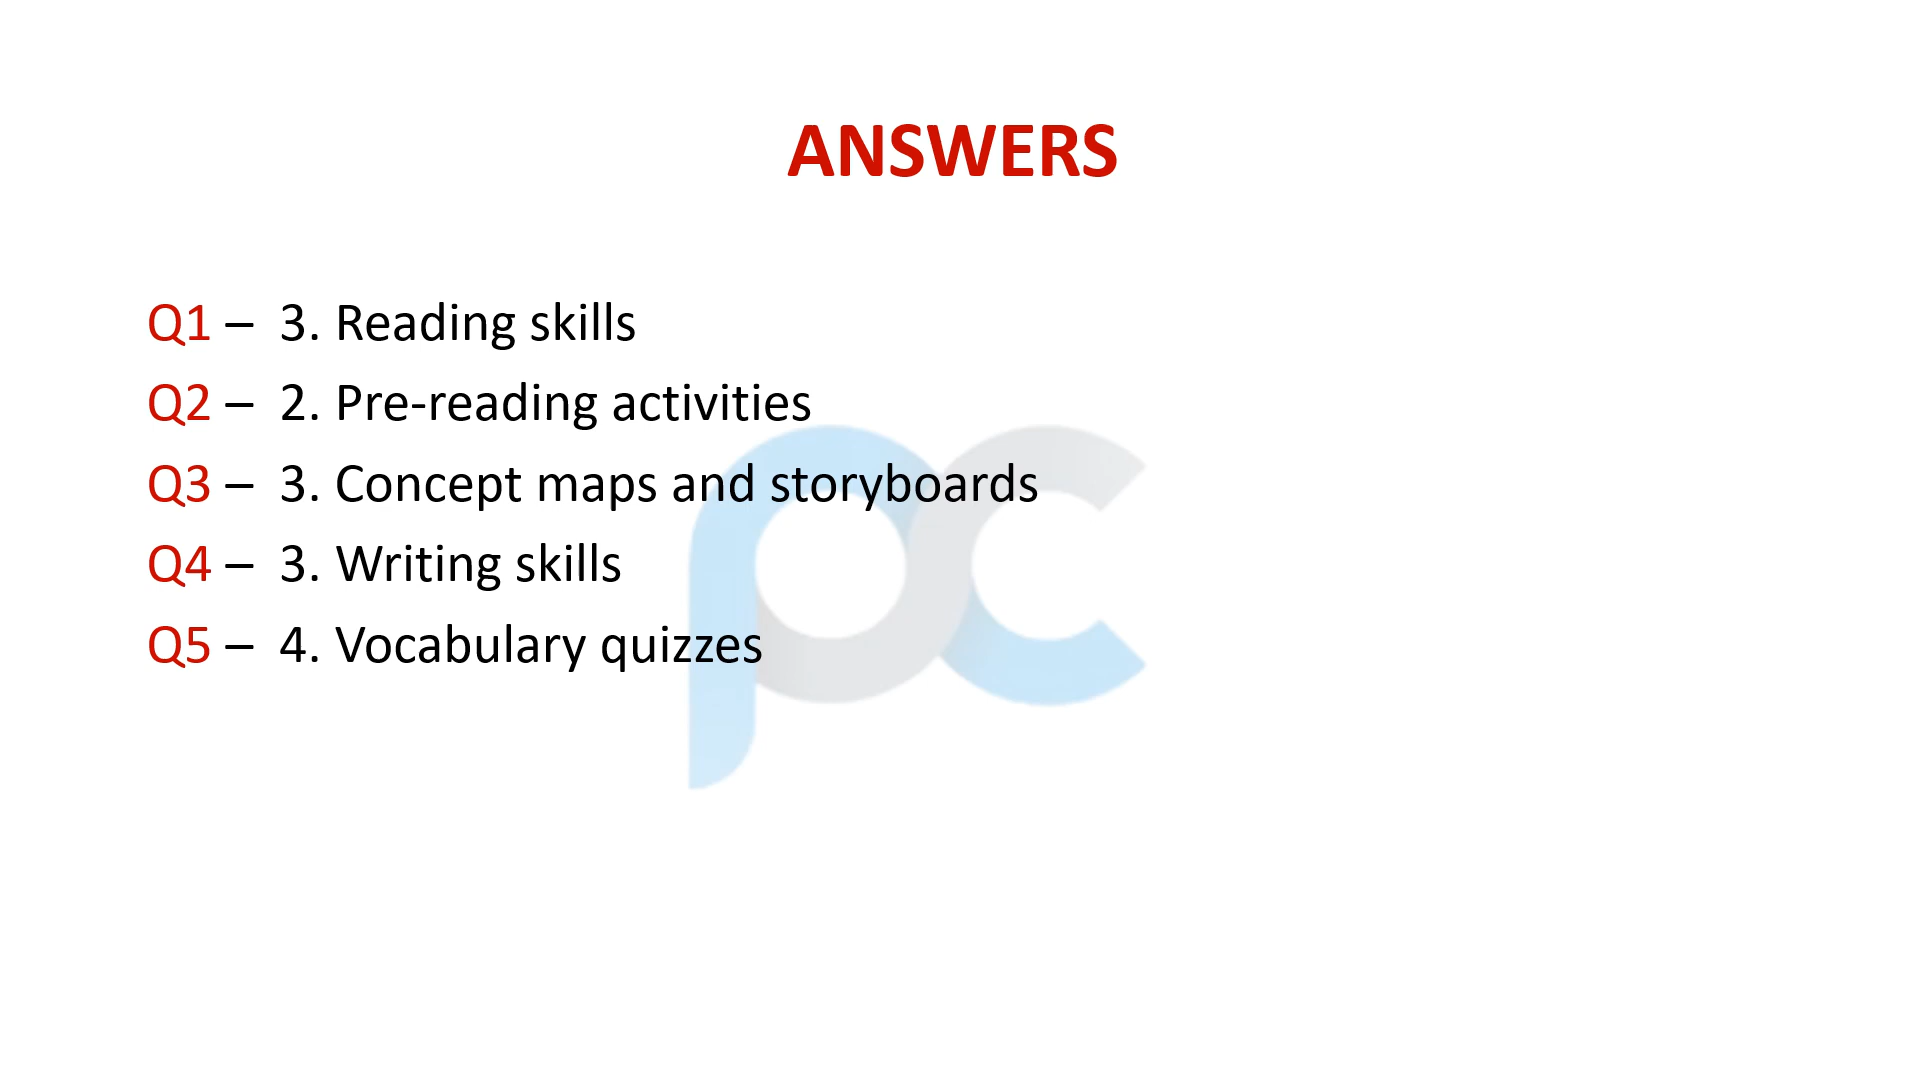 ANSWERS
Q1 – 3. Reading skills
Q2 – 2. Pre-reading activities
Q3 – 3. Concept maps and storyboards
Q4 – 3. Writing skills
Q5 – 4. Vocabulary quizzes